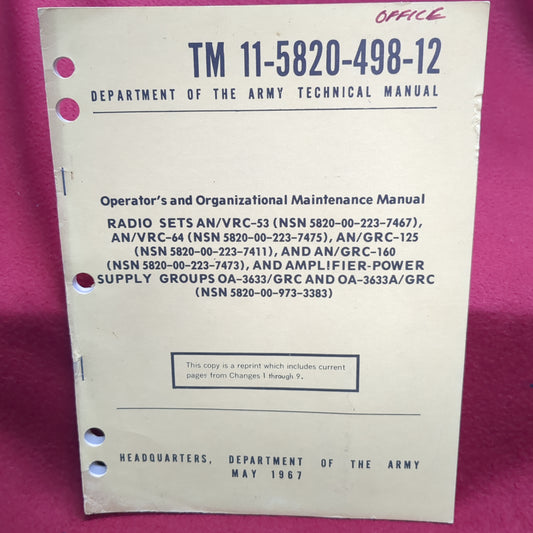 OFFICE
TM 11-5820-498-12
DEPARTMENT OF THE ARMY TECHNICAL MANUAL
Operator's and Organizational Maintenance Manual
RADIO SETS AN/VRC-53 (NSN 5820-00-223-7467),
AN/VRC-64 (NSN 5820-00-223-7475), AN/GRC-125
(NSN 5820-00-223-7411), AND AN/GRC-160
(NSN 5820-00-223-7473), AND AMPLIFIER-POWER
SUPPLY GROUPS OA-3633/GRC AND OA-3633A/GRC
(NSN 5820-00-973-3383)
This copy is a reprint which includes current
pages from Changes 1 through 9.
HEADQUARTERS, DEPARTMENT OF THE ARMY
MAY 1967